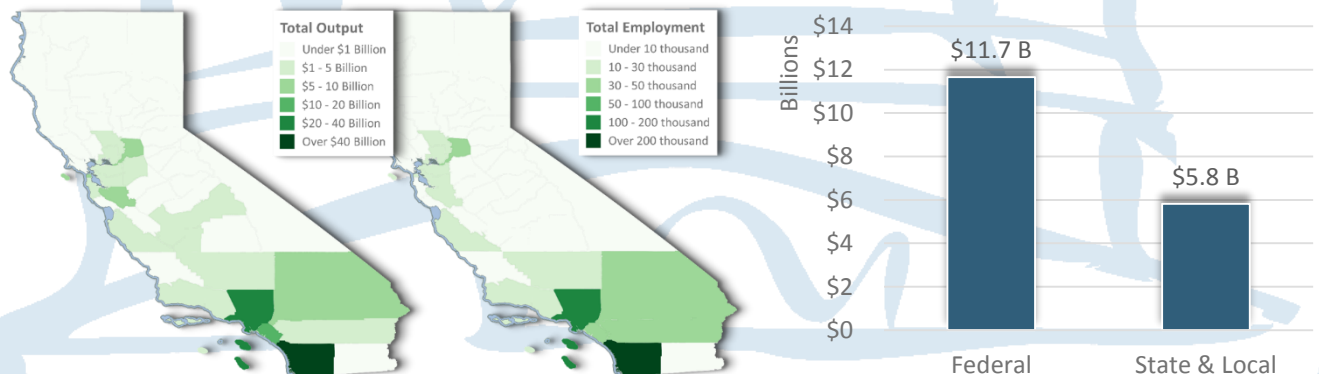 Total Output
Under $1 Billion
$1 - 5 Billion
$5 - 10 Billion
$10 - 20 Billion
$20 - 40 Billion
Over $40 Billion
Total Employment
Under 10 thousand
10 - 30 thousand
30 - 50 thousand
50 - 100 thousand
100 - 200 thousand
Over 200 thousand
Billions
$14
$12
$10
$8
$6
$4
$2
$0
$11.7 B
$5.8 B
Federal
State & Local